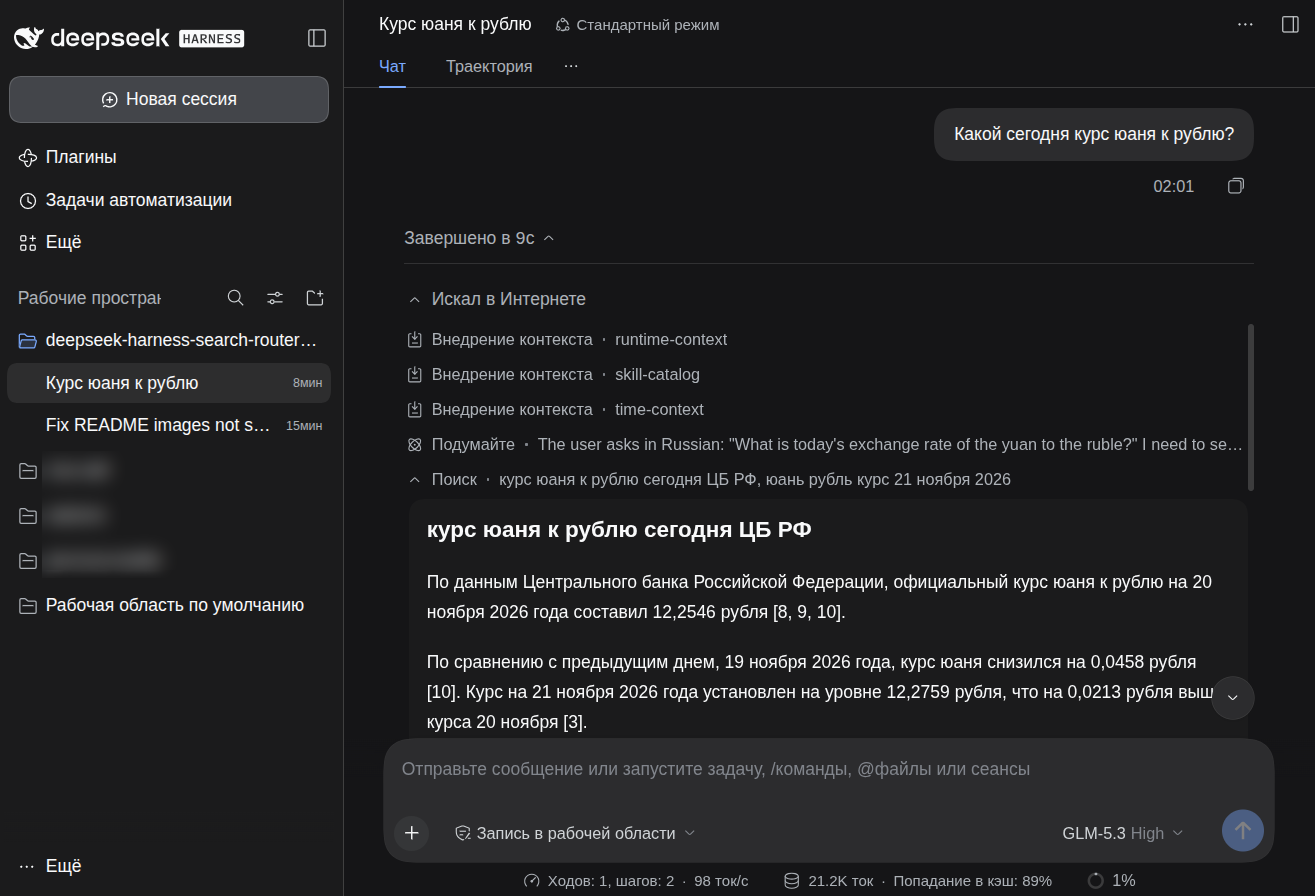 deepseek HARNESS
Новая сессия
Плагины
Задачи автоматизации
Ещё
Рабочие простран
deepseek-harness-search-router…
Курс юаня к рублю 8мин
Fix README images not s… 15мин
Рабочая область по умолчанию
··· Ещё
Курс юаня к рублю Стандартный режим ···
Чат Траектория ···
Какой сегодня курс юаня к рублю?
02:01
Завершено в 9с
Искал в Интернете
Внедрение контекста · runtime-context
Внедрение контекста · skill-catalog
Внедрение контекста · time-context
Подумайте · The user asks in Russian: "What is today's exchange rate of the yuan to the ruble?" I need to se…
Поиск · курс юаня к рублю сегодня ЦБ РФ, юань рубль курс 21 ноября 2026
курс юаня к рублю сегодня ЦБ РФ
По данным Центрального банка Российской Федерации, официальный курс юаня к рублю на 20
ноября 2026 года составил 12,2546 рубля [8, 9, 10].
По сравнению с предыдущим днем, 19 ноября 2026 года, курс юаня снизился на 0,0458 рубля
[10]. Курс на 21 ноября 2026 года установлен на уровне 12,2759 рубля, что на 0,0213 рубля выш
курса 20 ноября [3].
Отправьте сообщение или запустите задачу, /команды, @файлы или сеансы
Запись в рабочей области GLM-5.3 High
Ходов: 1, шагов: 2 · 98 ток/с 21.2K ток · Попадание в кэш: 89% 1%